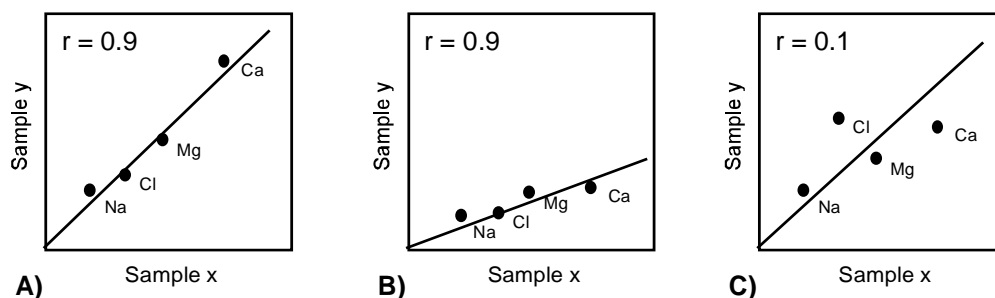 r = 0.9
Sample y
Ca
Mg
Cl
Na
Sample x
A)
r = 0.9
Sample y
Mg
Ca
Na
Cl
Sample x
B)
r = 0.1
Sample y
Cl
Ca
Mg
Na
Sample x
C)